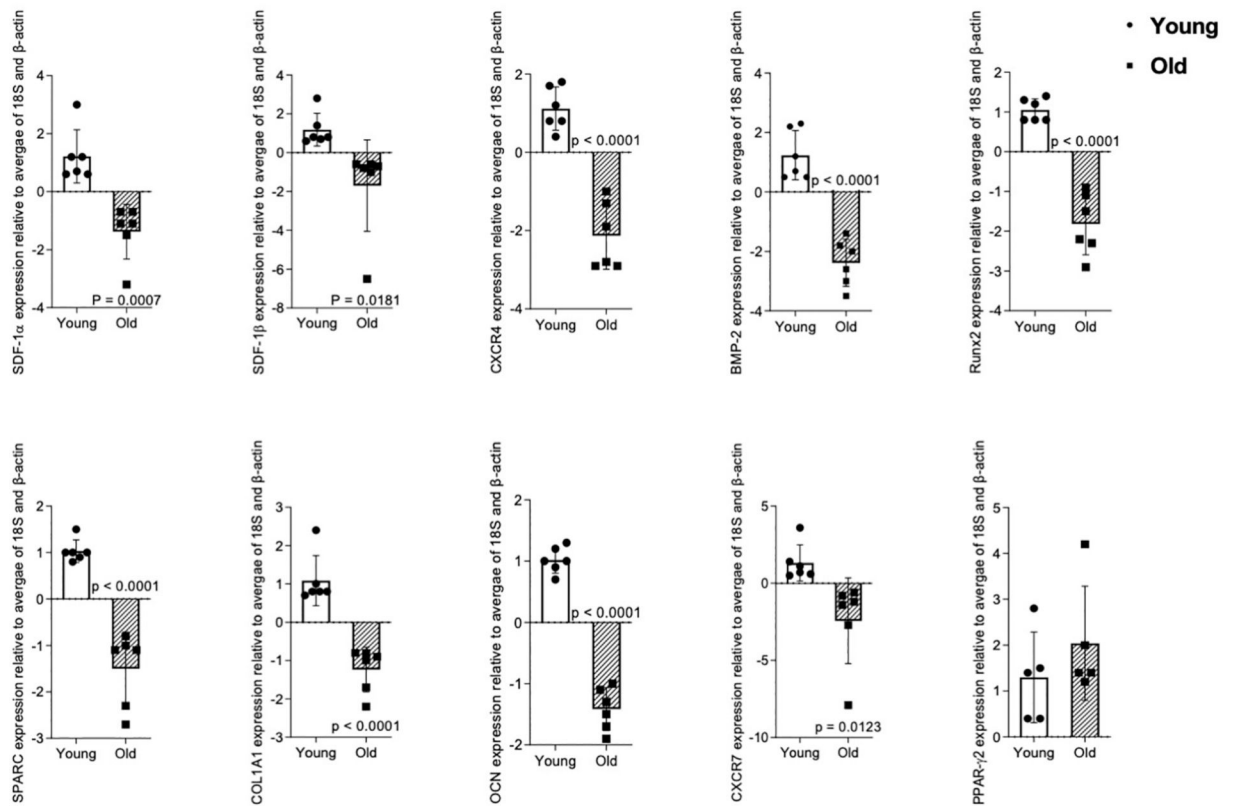 Young
Old
SDF-1α expression relative to avergae of 18S and β-actin
4
2
0
-2
-4
P = 0.0007
Young
Old
SDF-1β expression relative to avergae of 18S and β-actin
4
2
0
-2
-4
-6
-8
P = 0.0181
Young
Old
CXCR4 expression relative to avergae of 18S and β-actin
2
0
-2
-4
p < 0.0001
Young
Old
BMP-2 expression relative to avergae of 18S and β-actin
4
2
0
-2
-4
p < 0.0001
Young
Old
Runx2 expression relative to avergae of 18S and β-actin
2
1
0
-1
-2
-3
-4
p < 0.0001
Young
Old
SPARC expression relative to avergae of 18S and β-actin
2
1
0
-1
-2
-3
p < 0.0001
Young
Old
COL1A1 expression relative to avergae of 18S and β-actin
3
2
1
0
-1
-2
-3
p < 0.0001
Young
Old
OCN expression relative to avergae of 18S and β-actin
2
1
0
-1
-2
p < 0.0001
Young
Old
CXCR7 expression relative to avergae of 18S and β-actin
5
0
-5
-10
p = 0.0123
Young
Old
PPAR-γ2 expression relative to avergae of 18S and β-actin
5
4
3
2
1
0
Young
Old